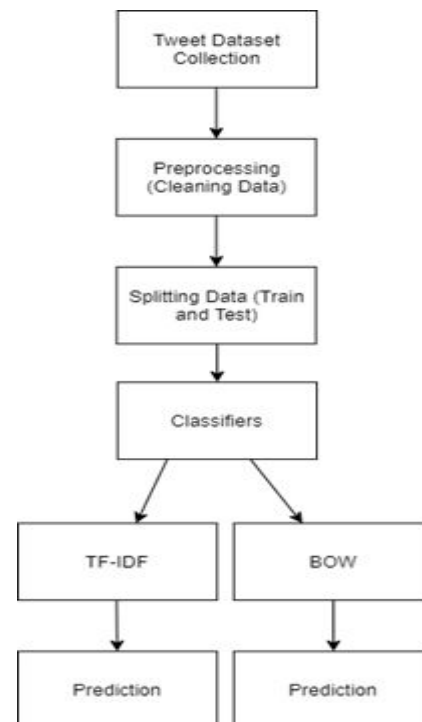 Tweet Dataset
Collection
Preprocessing
(Cleaning Data)
Splitting Data (Train
and Test)
Classifiers
TF-IDF
BOW
Prediction
Prediction